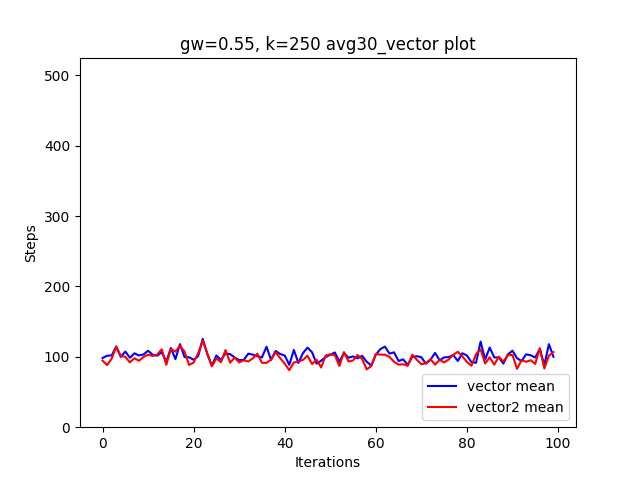 gw=0.55, k=250 avg30_vector plot
500
400
300
200
100
0
Steps
0 20 40 60 80 100
Iterations
vector mean
vector2 mean